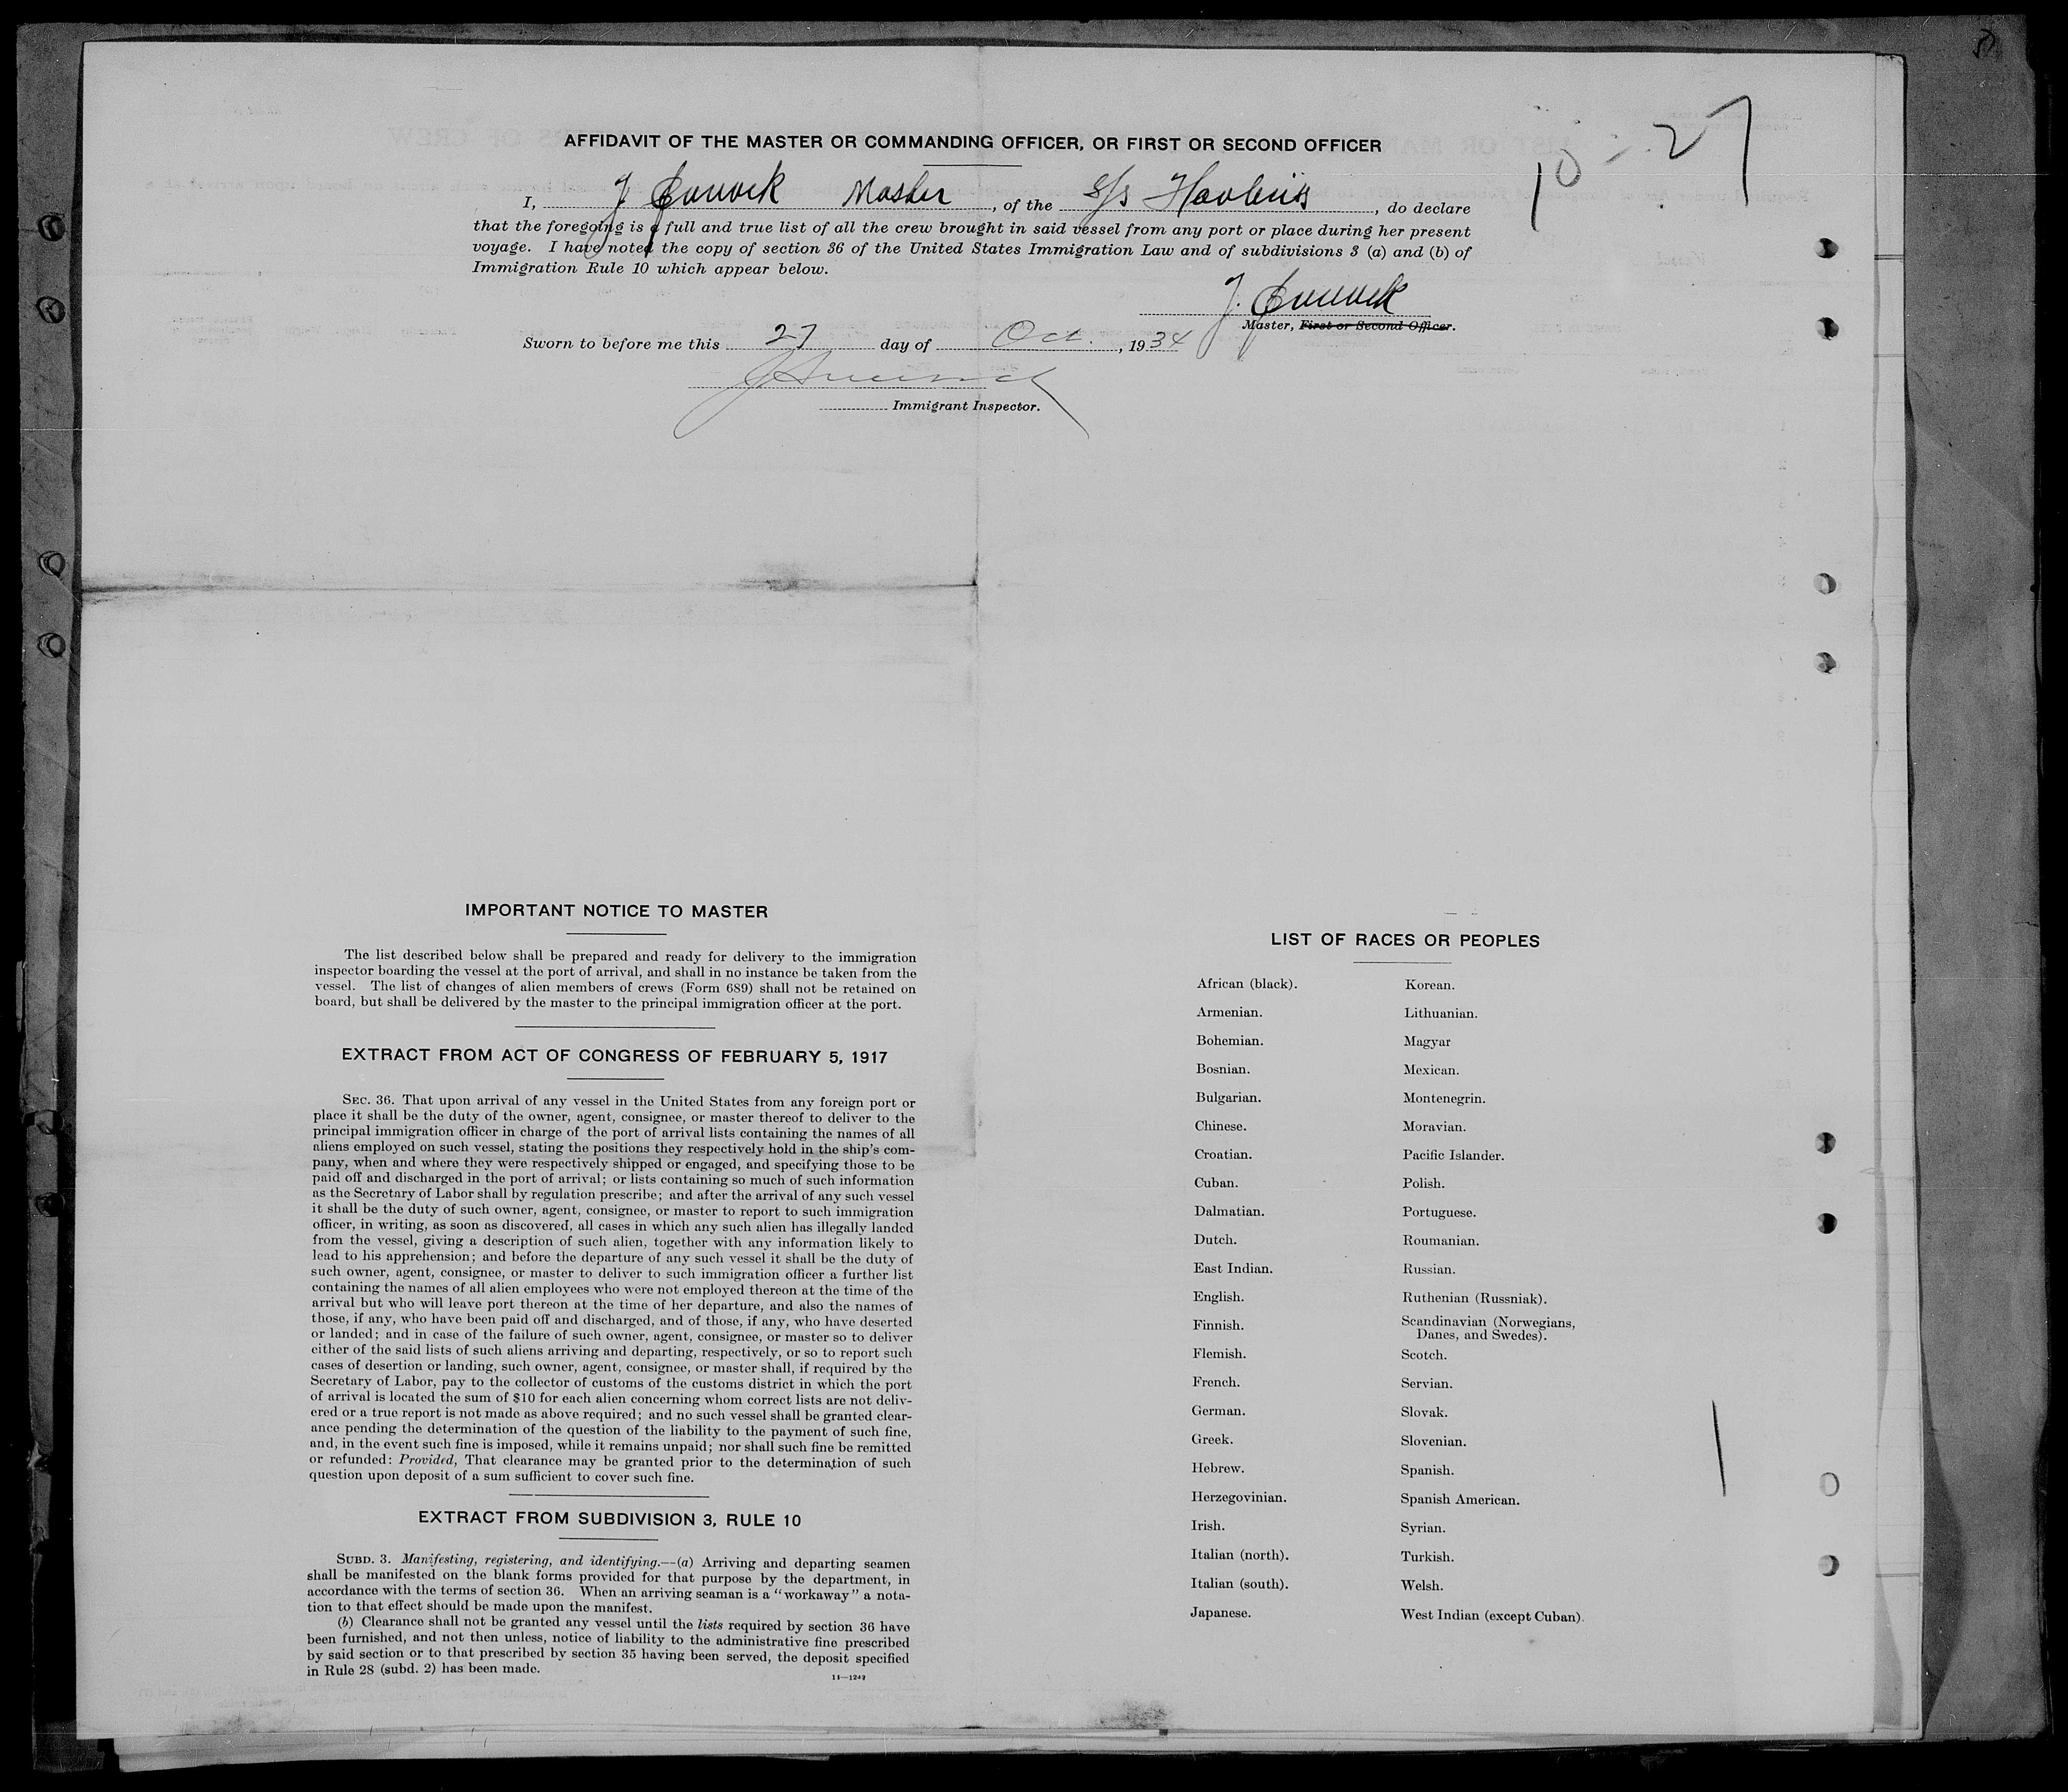 10 - 27
AFFIDAVIT OF THE MASTER OR COMMANDING OFFICER, OR FIRST OR SECOND OFFICER
I, J. Master, of the S/S, do declare
that the foregoing is a full and true list of all the crew brought in said vessel from any port or place during her present
voyage. I have noted the copy of section 36 of the United States Immigration Law and of subdivisions 3 (a) and (b) of
Immigration Rule 10 which appear below.
J.
Master, First or Second Officer.
Sworn to before me this 27 day of Oct., 1934
Immigrant Inspector.
IMPORTANT NOTICE TO MASTER
The list described below shall be prepared and ready for delivery to the immigration
inspector boarding the vessel at the port of arrival, and shall in no instance be taken from the
vessel. The list of changes of alien members of crews (Form 689) shall not be retained on
board, but shall be delivered by the master to the principal immigration officer at the port.
EXTRACT FROM ACT OF CONGRESS OF FEBRUARY 5, 1917
SEC. 36. That upon arrival of any vessel in the United States from any foreign port or
place it shall be the duty of the owner, agent, consignee, or master thereof to deliver to the
principal immigration officer in charge of the port of arrival lists containing the names of all
aliens employed on such vessel, stating the positions they respectively hold in the ship's com-
pany, when and where they were respectively shipped or engaged, and specifying those to be
paid off and discharged in the port of arrival; or lists containing so much of such information
as the Secretary of Labor shall by regulation prescribe; and after the arrival of any such vessel
it shall be the duty of such owner, agent, consignee, or master to report to such immigration
officer, in writing, as soon as discovered, all cases in which any such alien has illegally landed
from the vessel, giving a description of such alien, together with any information likely to
lead to his apprehension; and before the departure of any such vessel it shall be the duty of
such owner, agent, consignee, or master to deliver to such immigration officer a further list
containing the names of all alien employees who were not employed thereon at the time of the
arrival but who will leave port thereon at the time of her departure, and also the names of
those, if any, who have been paid off and discharged, and of those, if any, who have deserted
or landed; and in case of the failure of such owner, agent, consignee, or master so to deliver
either of the said lists of such aliens arriving and departing, respectively, or so to report such
cases of desertion or landing, such owner, agent, consignee, or master shall, if required by the
Secretary of Labor, pay to the collector of customs of the customs district in which the port
of arrival is located the sum of $10 for each alien concerning whom correct lists are not deliv-
ered or a true report is not made as above required; and no such vessel shall be granted clear-
ance pending the determination of the question of the liability to the payment of such fine,
and, in the event such fine is imposed, while it remains unpaid; nor shall such fine be remitted
or refunded: Provided, That clearance may be granted prior to the determination of such
question upon deposit of a sum sufficient to cover such fine.
EXTRACT FROM SUBDIVISION 3, RULE 10
SUBD. 3. Manifesting, registering, and identifying.—(a) Arriving and departing seamen
shall be manifested on the blank forms provided for that purpose by the department, in
accordance with the terms of section 36. When an arriving seaman is a "workaway" a nota-
tion to that effect should be made upon the manifest.
(b) Clearance shall not be granted any vessel until the lists required by section 36 have
been furnished, and not then unless, notice of liability to the administrative fine prescribed
by said section or to that prescribed by section 35 having been served, the deposit specified
in Rule 28 (subd. 2) has been made.
LIST OF RACES OR PEOPLES
African (black).
Armenian.
Bohemian.
Bosnian.
Bulgarian.
Chinese.
Croatian.
Cuban.
Dalmatian.
Dutch.
East Indian.
English.
Finnish.
Flemish.
French.
German.
Greek.
Hebrew.
Herzegovinian.
Irish.
Italian (north).
Italian (south).
Japanese.
Korean.
Lithuanian.
Magyar
Mexican.
Montenegrin.
Moravian.
Pacific Islander.
Polish.
Portuguese.
Roumanian.
Russian.
Ruthenian (Russniak).
Scandinavian (Norwegians,
Danes, and Swedes).
Scotch.
Servian.
Slovak.
Slovenian.
Spanish.
Spanish American.
Syrian.
Turkish.
Welsh.
West Indian (except Cuban).